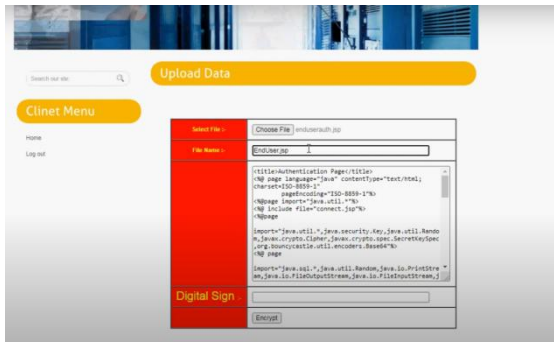 Search our site:
Upload Data
Clinet Menu
Home
Log out
Select File :-
Choose File enduserauth.jsp
File Name :-
EndUser.jsp
<title>Authentication Page</title>
<%@ page language="java" contentType="text/html;
charset=ISO-8859-1"
pageEncoding="ISO-8859-1"%>
<%@page import="java.util.*"%>
<%@ include file="connect.jsp"%>
<%@page
import="java.util.*,java.security.Key,java.util.Rando
m,javax.crypto.Cipher,javax.crypto.spec.SecretKeySpec
,org.bouncycastle.util.encoders.Base64"%>
<%@ page
import="java.sql.*,java.util.Random,java.io.PrintStre
am,java.io.FileOutputStream,java.io.FileInputStream,j
Digital Sign .
Encrypt